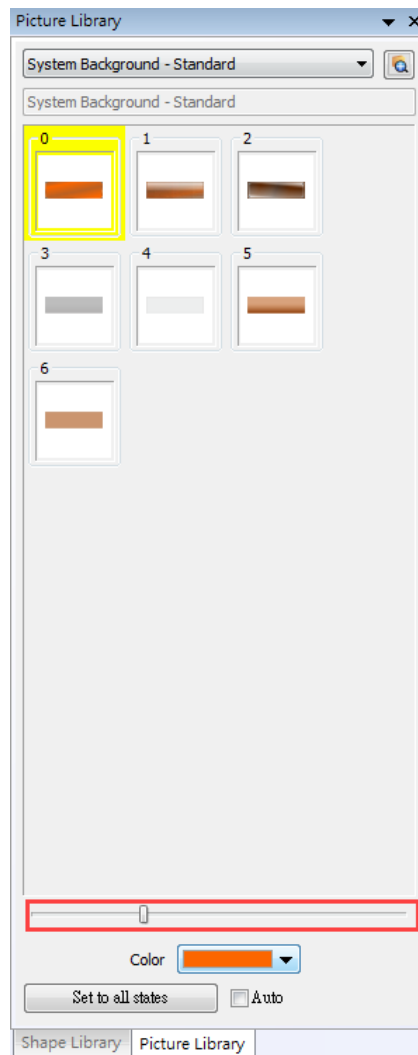 Picture Library
System Background - Standard
System Background - Standard
0 1 2
3 4 5
6
Color
Set to all states Auto
Shape Library Picture Library